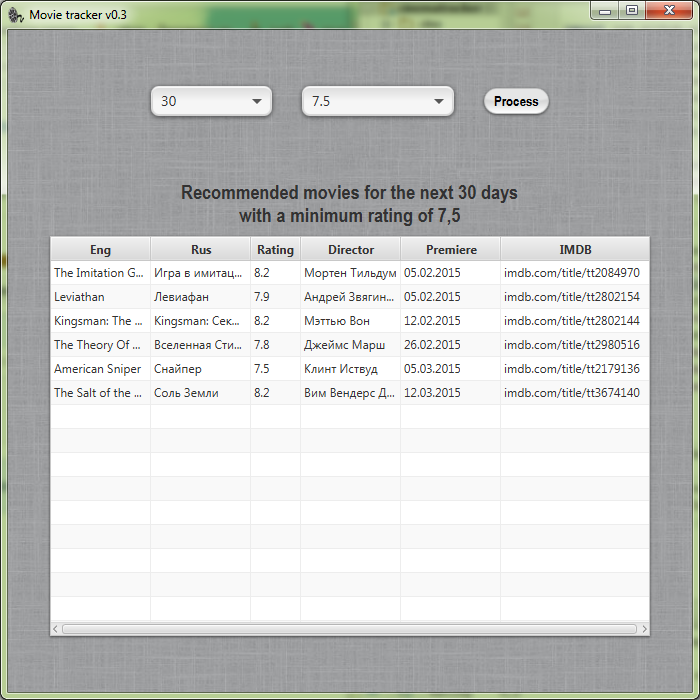 Movie tracker v0.3
30 7.5 Process
Recommended movies for the next 30 days
with a minimum rating of 7,5
Eng Rus Rating Director Premiere IMDB
The Imitation G... Игра в имитац... 8.2 Мортен Тильдум 05.02.2015 imdb.com/title/tt2084970
Leviathan Левиафан 7.9 Андрей Звягин... 05.02.2015 imdb.com/title/tt2802154
Kingsman: The ... Kingsman: Сек... 8.2 Мэттью Вон 12.02.2015 imdb.com/title/tt2802144
The Theory Of ... Вселенная Сти... 7.8 Джеймс Марш 26.02.2015 imdb.com/title/tt2980516
American Sniper Снайпер 7.5 Клинт Иствуд 05.03.2015 imdb.com/title/tt2179136
The Salt of the ... Соль Земли 8.2 Вим Вендерс Д... 12.03.2015 imdb.com/title/tt3674140